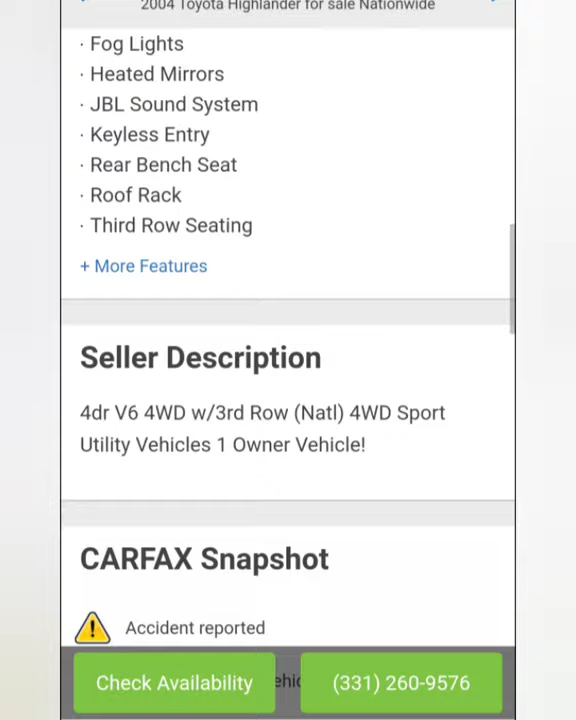 2004 Toyota Highlander for sale Nationwide
· Fog Lights
· Heated Mirrors
· JBL Sound System
· Keyless Entry
· Rear Bench Seat
· Roof Rack
· Third Row Seating
+ More Features
Seller Description
4dr V6 4WD w/3rd Row (Natl) 4WD Sport
Utility Vehicles 1 Owner Vehicle!
CARFAX Snapshot
Accident reported
Check Availability
(331) 260-9576